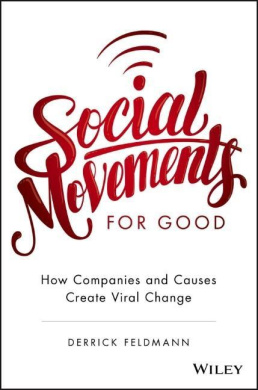 Social
Movements
FOR GOOD
How Companies and Causes
Create Viral Change
DERRICK FELDMANN
WILEY